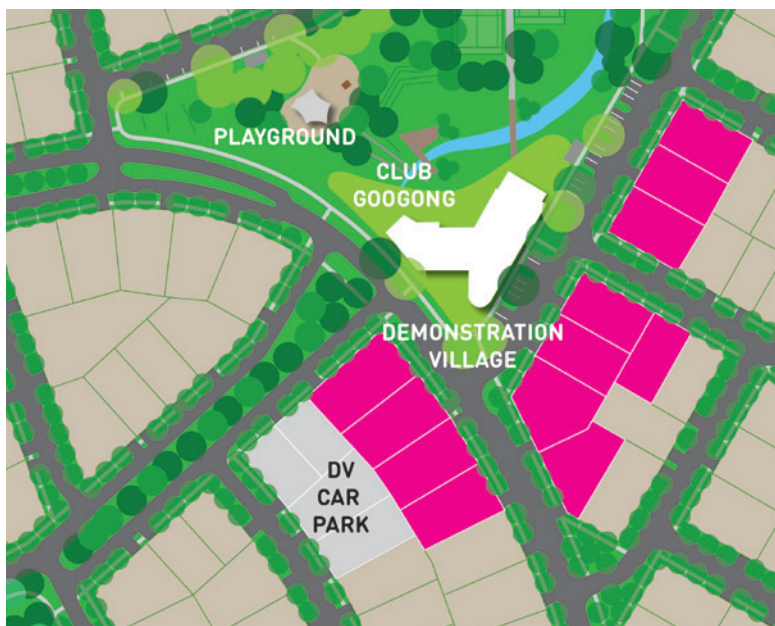 PLAYGROUND
CLUB
GOOGONG
DEMONSTRATION
VILLAGE
DV
CAR
PARK